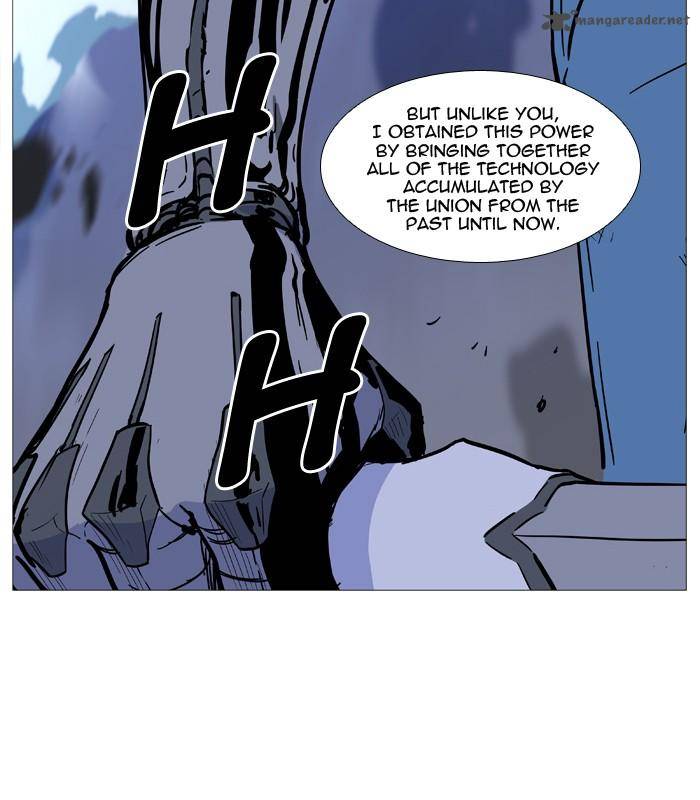 mangareader.net
BUT UNLIKE YOU,
I OBTAINED THIS POWER
BY BRINGING TOGETHER
ALL OF THE TECHNOLOGY
ACCUMULATED BY
THE UNION FROM THE
PAST UNTIL NOW.
H
H